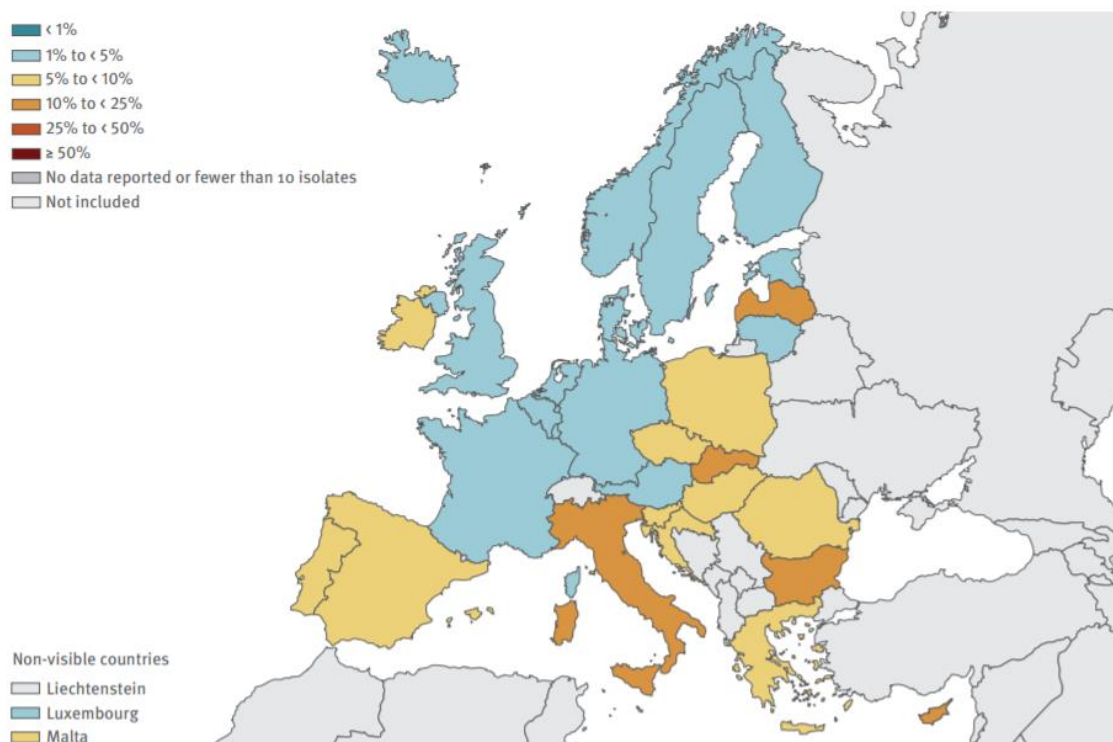 < 1%
1% to < 5%
5% to < 10%
10% to < 25%
25% to < 50%
≥ 50%
No data reported or fewer than 10 isolates
Not included
Non-visible countries
Liechtenstein
Luxembourg
Malta